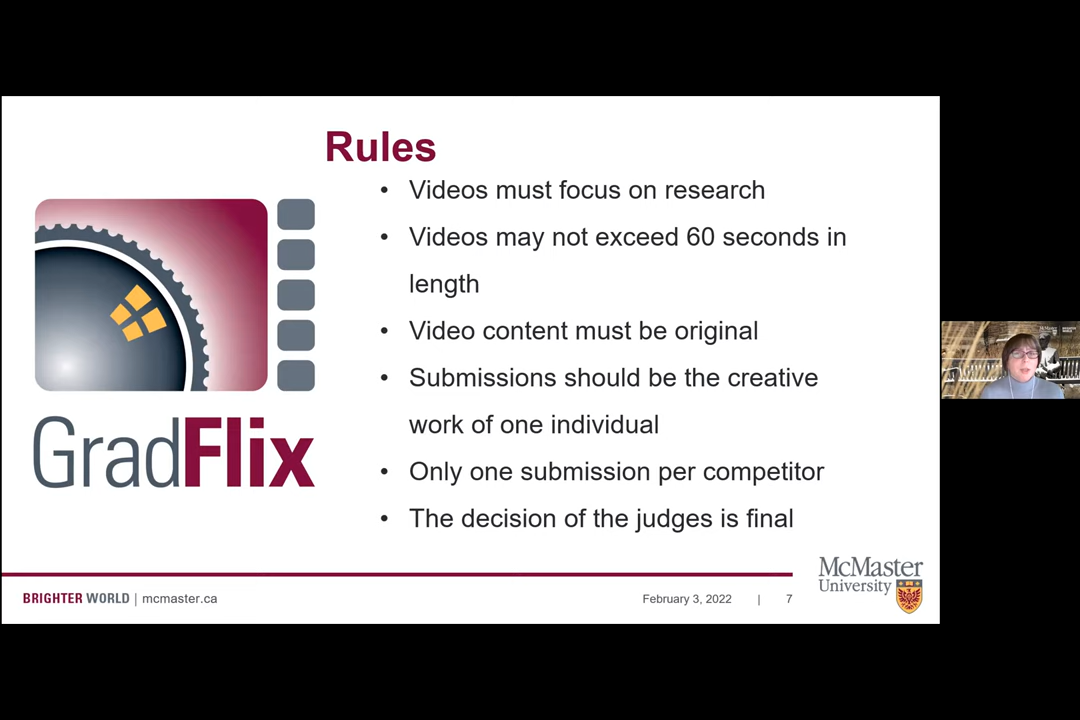 Rules
• Videos must focus on research
• Videos may not exceed 60 seconds in
length
• Video content must be original
• Submissions should be the creative
work of one individual
• Only one submission per competitor
• The decision of the judges is final
GradFlix
BRIGHTER WORLD | mcmaster.ca
February 3, 2022 | 7
McMaster
University
McMaster